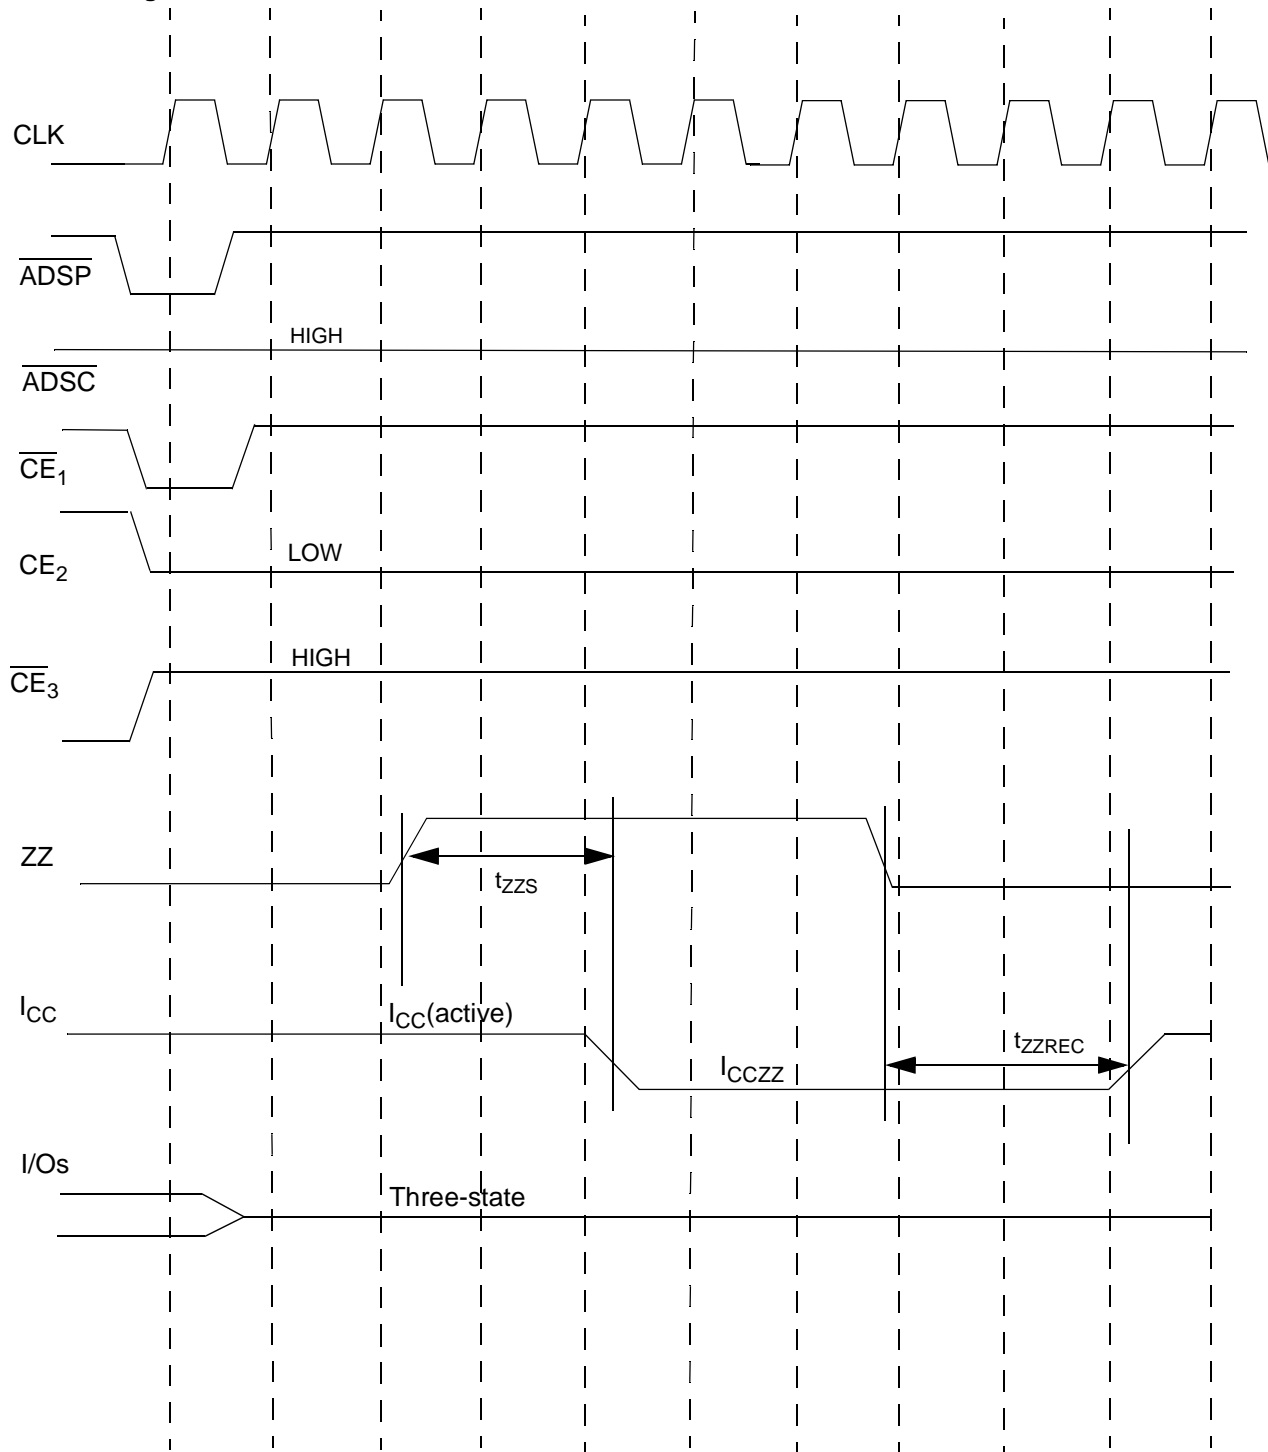 CLK
ADSP
HIGH
ADSC
CE1
LOW
CE2
HIGH
CE3
ZZ
tZZS
ICC
ICC(active)
tZZREC
ICCZZ
I/Os
Three-state